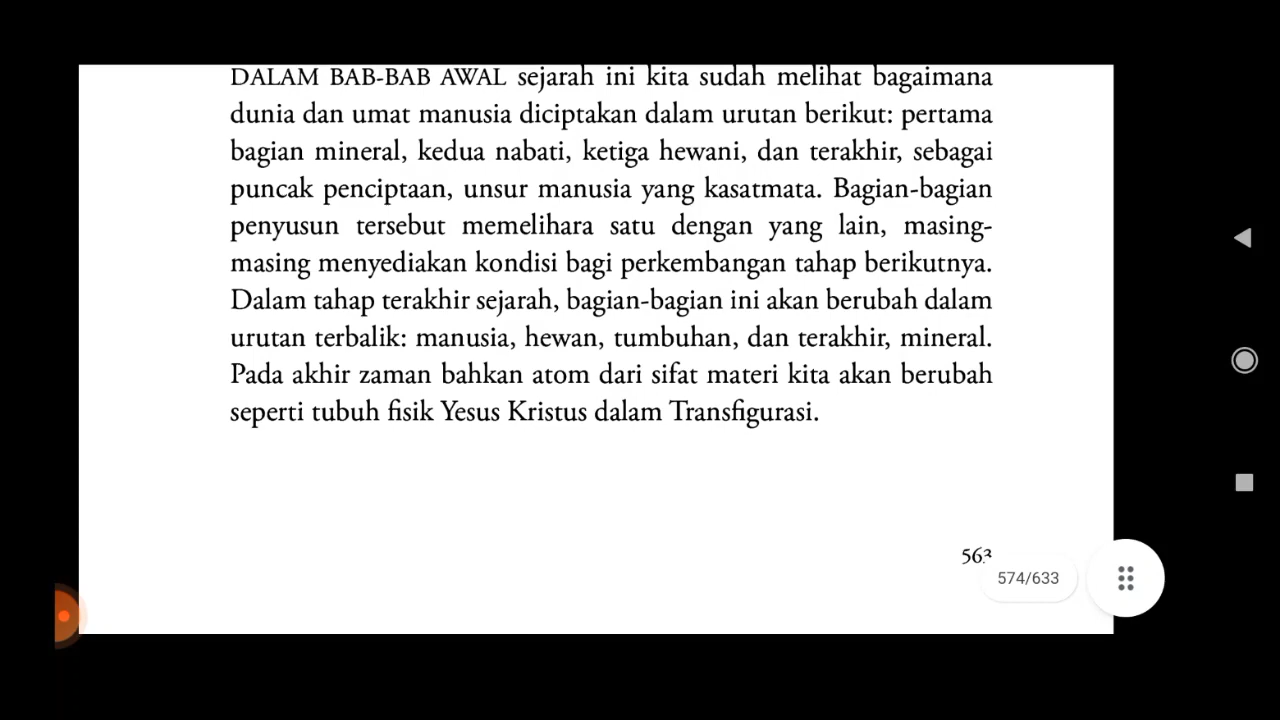 DALAM BAB-BAB AWAL sejarah ini kita sudah melihat bagaimana
dunia dan umat manusia diciptakan dalam urutan berikut: pertama
bagian mineral, kedua nabati, ketiga hewani, dan terakhir, sebagai
puncak penciptaan, unsur manusia yang kasatmata. Bagian-bagian
penyusun tersebut memelihara satu dengan yang lain, masing-
masing menyediakan kondisi bagi perkembangan tahap berikutnya.
Dalam tahap terakhir sejarah, bagian-bagian ini akan berubah dalam
urutan terbalik: manusia, hewan, tumbuhan, dan terakhir, mineral.
Pada akhir zaman bahkan atom dari sifat materi kita akan berubah
seperti tubuh fisik Yesus Kristus dalam Transfigurasi.
563
574/633